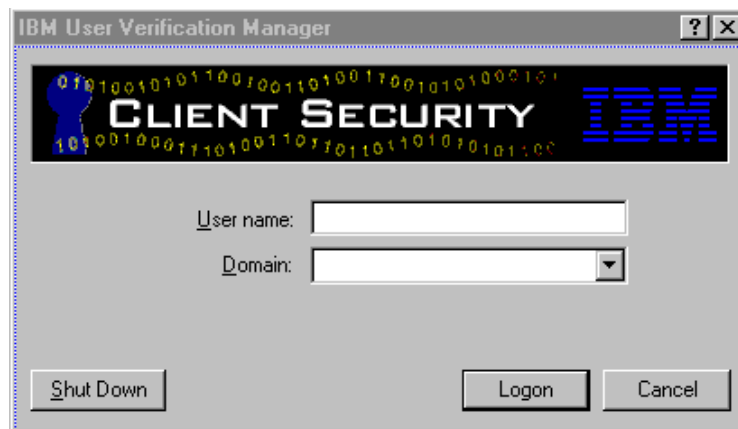 IBM User Verification Manager
CLIENT SECURITY
IBM
User name:
Domain:
Shut Down
Logon
Cancel